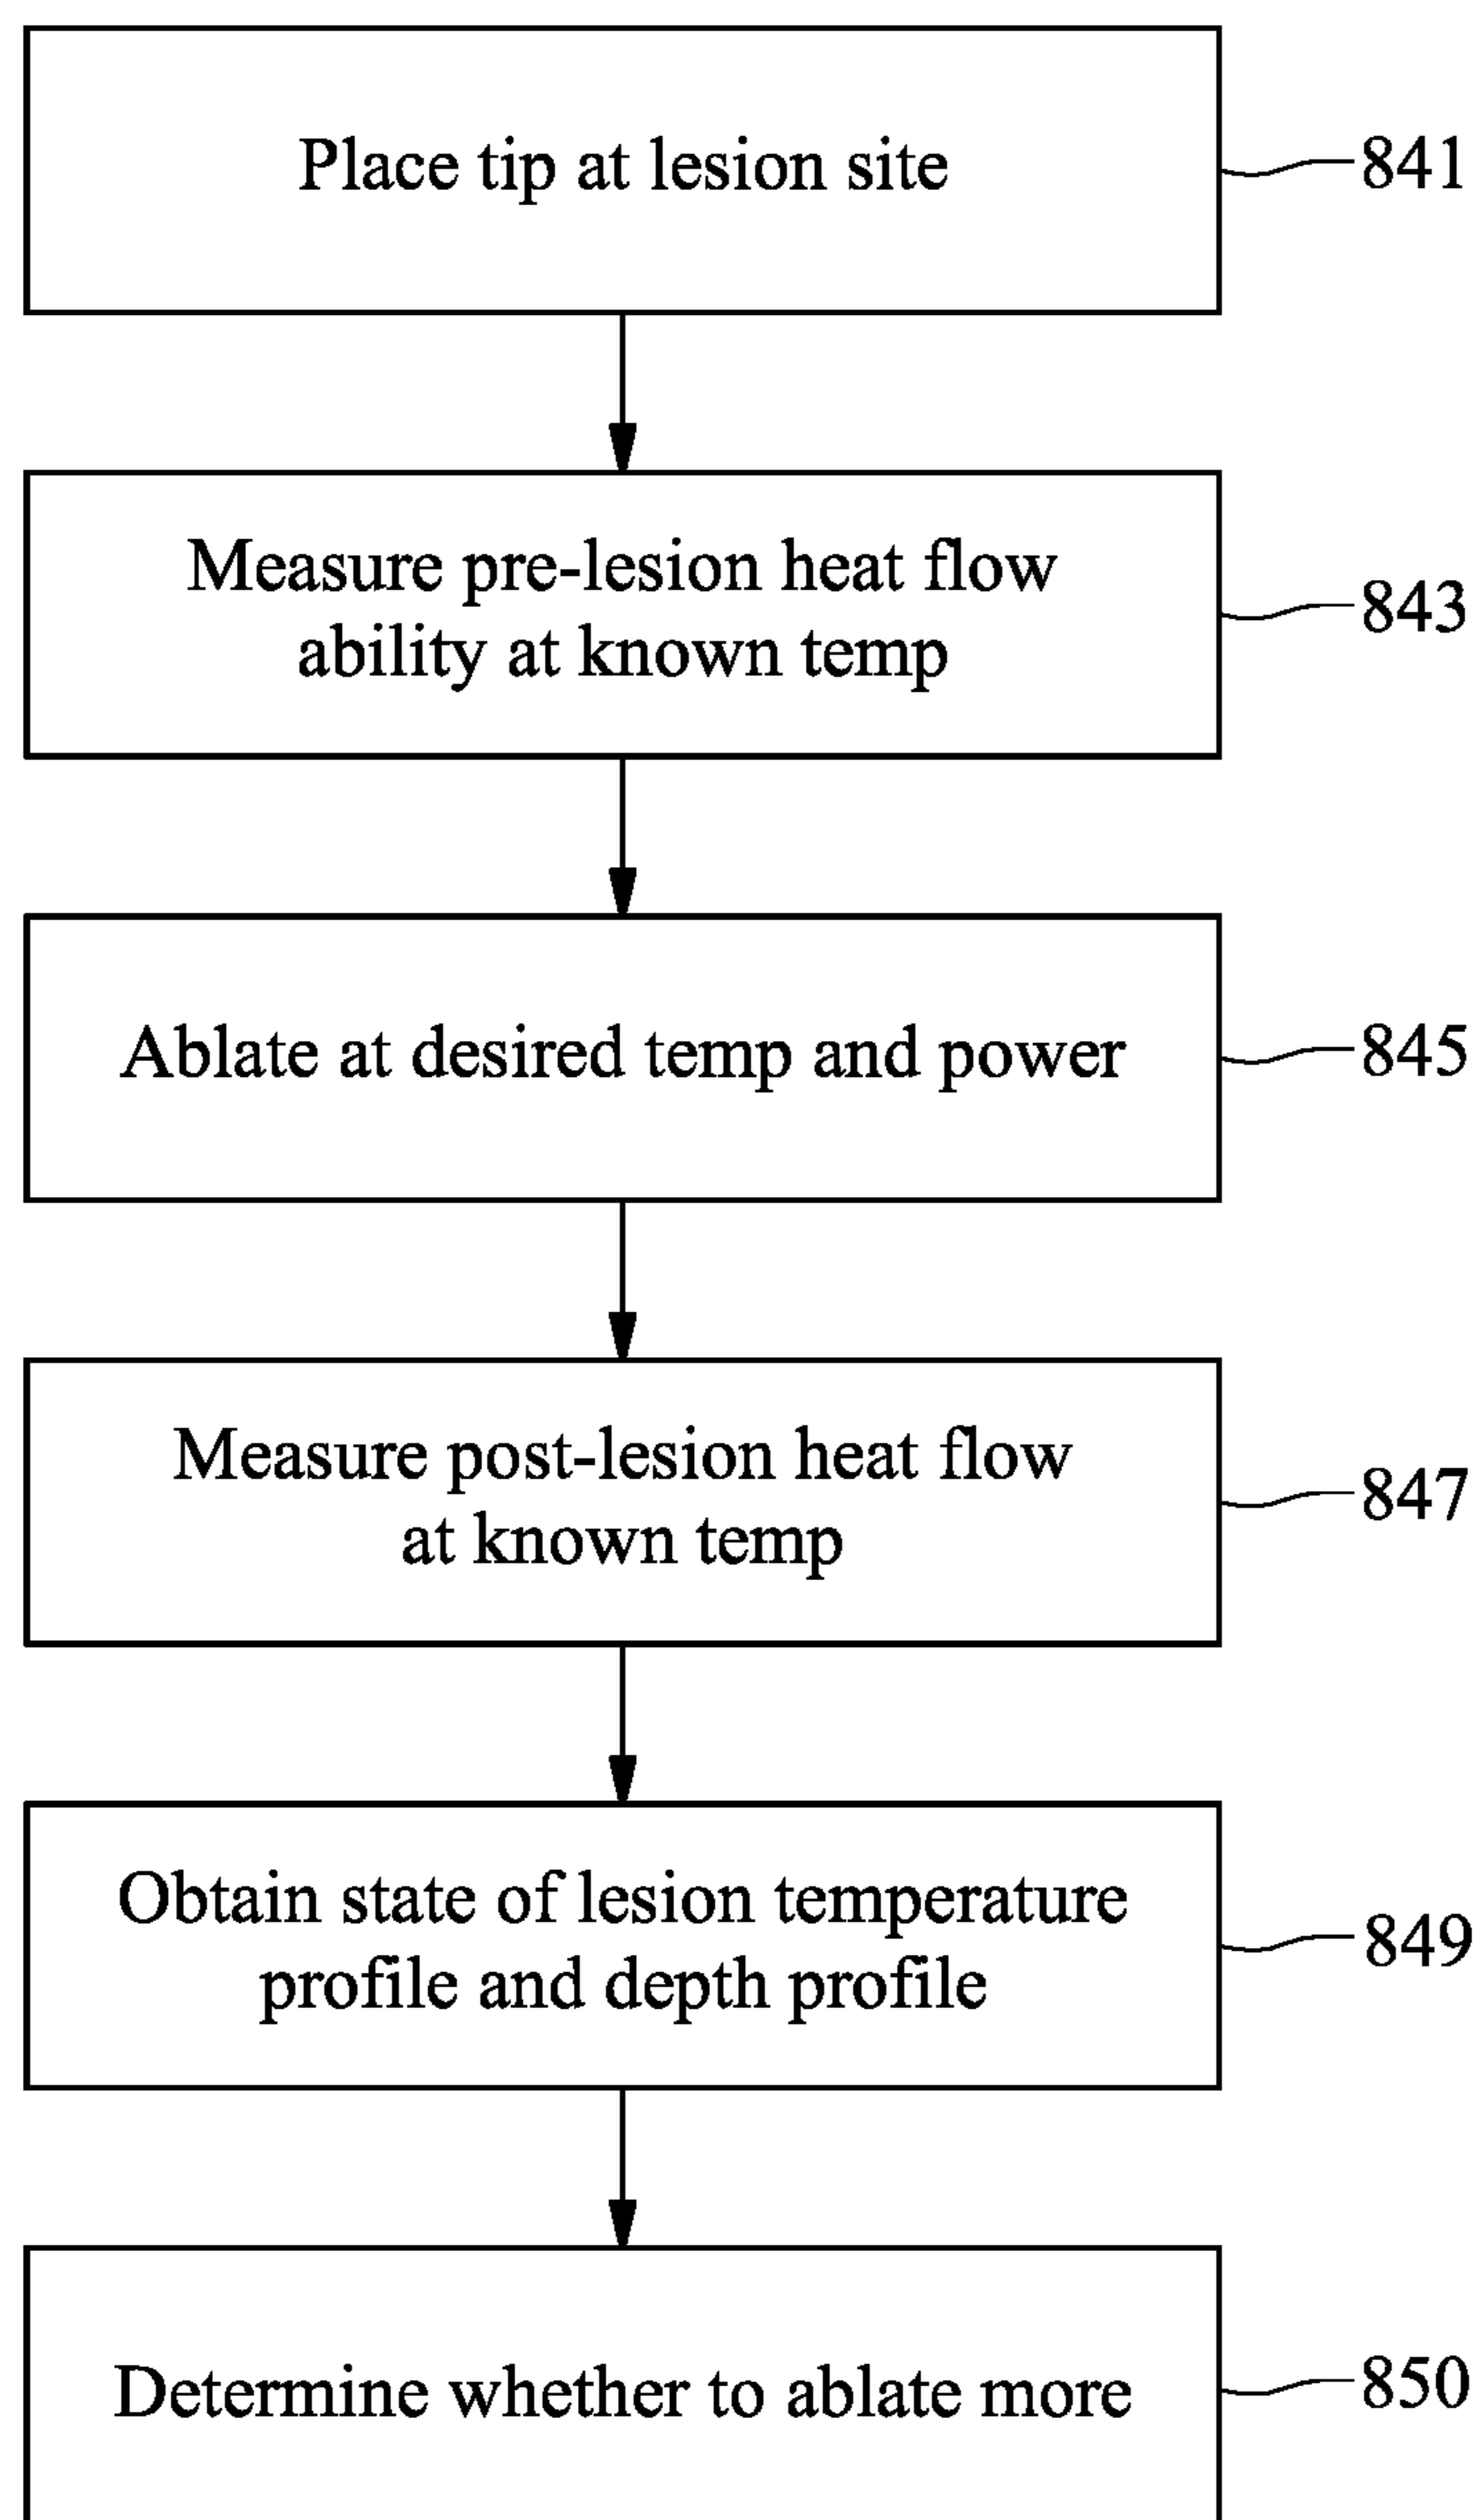 Place tip at lesion site
841
Measure pre-lesion heat flow
ability at known temp
843
Ablate at desired temp and power
845
Measure post-lesion heat flow
at known temp
847
Obtain state of lesion temperature
profile and depth profile
849
Determine whether to ablate more
850